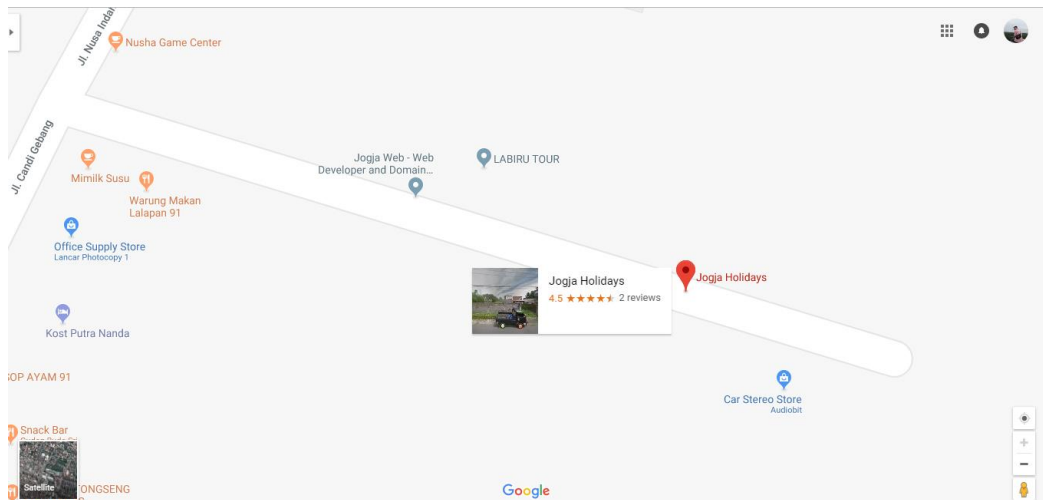 Jl. Nusa Indah
Nusha Game Center
Jl. Candi Gebang
Jogja Web - Web
Developer and Domain...
LABIRU TOUR
Mimilk Susu
Warung Makan
Lalapan 91
Office Supply Store
Lancar Photocopy 1
Jogja Holidays
4.5
2 reviews
Jogja Holidays
Kost Putra Nanda
SOP AYAM 91
Car Stereo Store
Audiobit
Snack Bar
Satellite
ONGSENG
Google